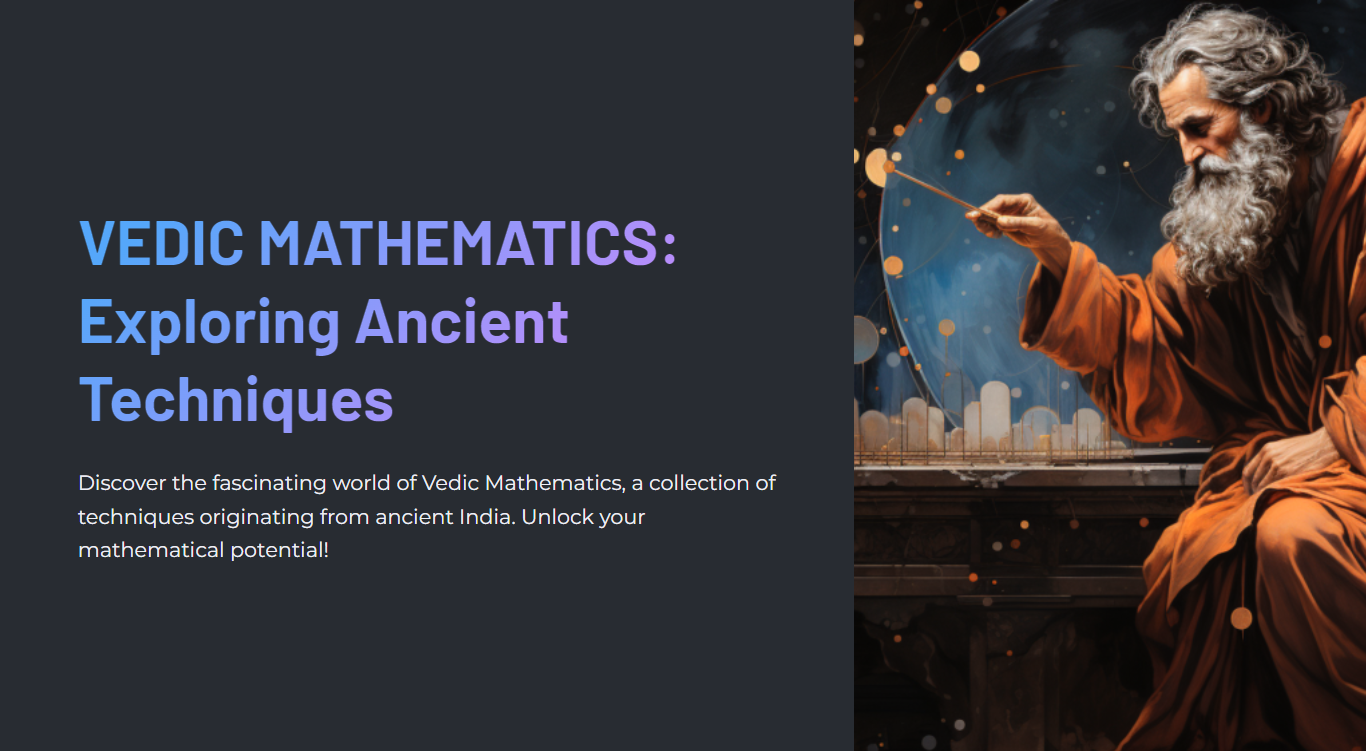 VEDIC MATHEMATICS:
Exploring Ancient
Techniques
Discover the fascinating world of Vedic Mathematics, a collection of
techniques originating from ancient India. Unlock your
mathematical potential!